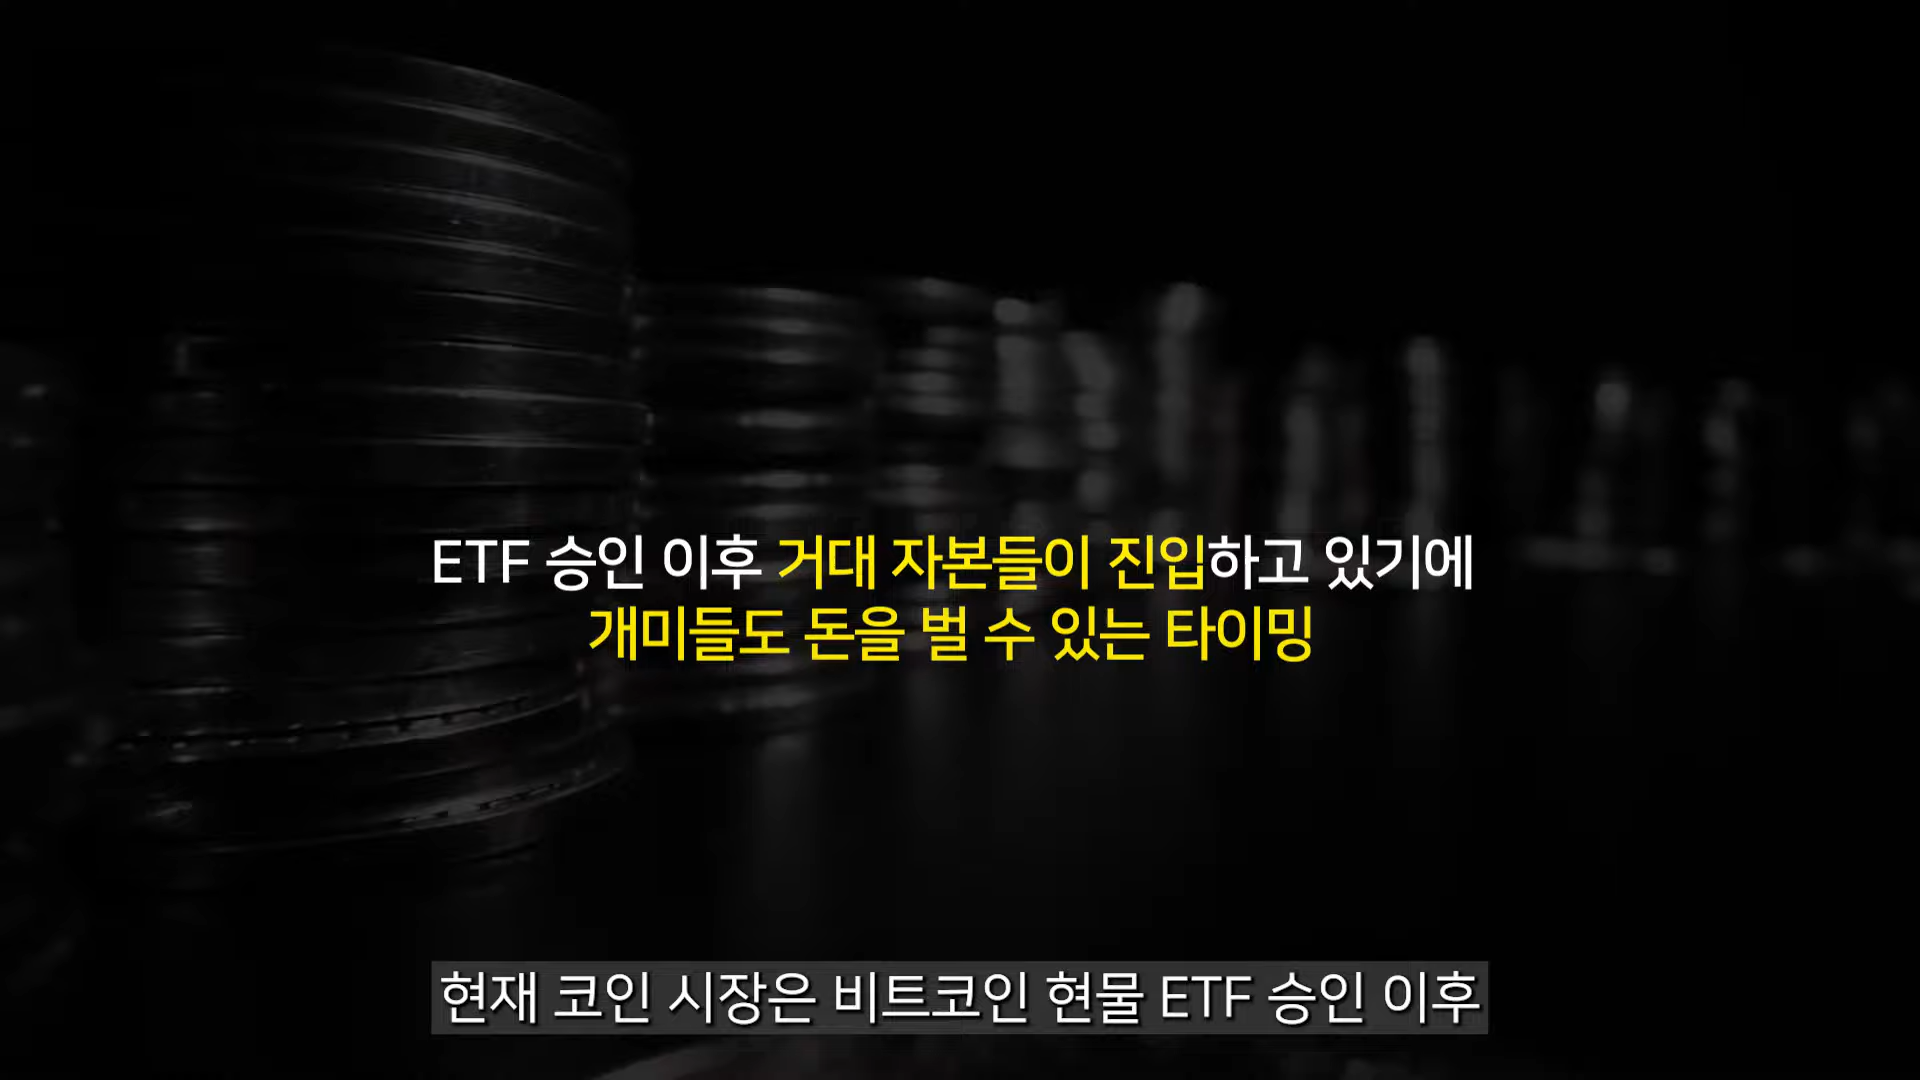 ETF 승인 이후 거대 자본들이 진입하고 있기에
개미들도 돈을 벌 수 있는 타이밍
현재 코인 시장은 비트코인 현물 ETF 승인 이후